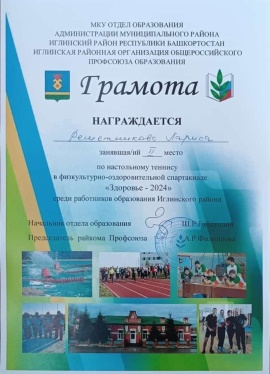 МКУ ОТДЕЛ ОБРАЗОВАНИЯ
АДМИНИСТРАЦИИ МУНИЦИПАЛЬНОГО РАЙОНА
ИГЛИНСКИЙ РАЙОН РЕСПУБЛИКИ БАШКОРТОСТАН
ИГЛИНСКАЯ РАЙОННАЯ ОРГАНИЗАЦИЯ ОБЩЕРОССИЙСКОГО
ПРОФСОЮЗА ОБРАЗОВАНИЯ
Грамота
НАГРАЖДАЕТСЯ
Решетникова Лариса
занявшая/ий II место
по настольному теннису
в физкультурно-оздоровительной спартакиаде
«Здоровье - 2024»
среди работников образования Иглинского района
Начальник отдела образования
Председатель райкома Профсоюза